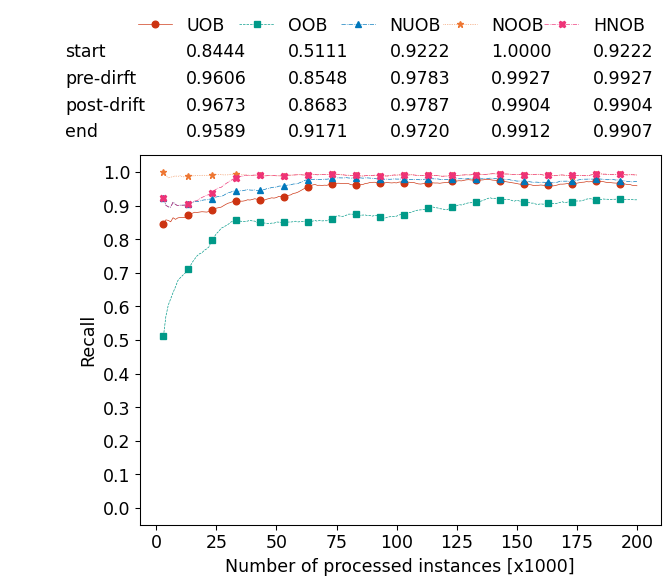 UOB OOB NUOB NOOB HNOB
start 0.8444 0.5111 0.9222 1.0000 0.9222
pre-dirft 0.9606 0.8548 0.9783 0.9927 0.9927
post-drift 0.9673 0.8683 0.9787 0.9904 0.9904
end 0.9589 0.9171 0.9720 0.9912 0.9907
1.0
0.9
0.8
0.7
0.6
0.5
0.4
0.3
0.2
0.1
0.0
Recall
0 25 50 75 100 125 150 175 200
Number of processed instances [x1000]